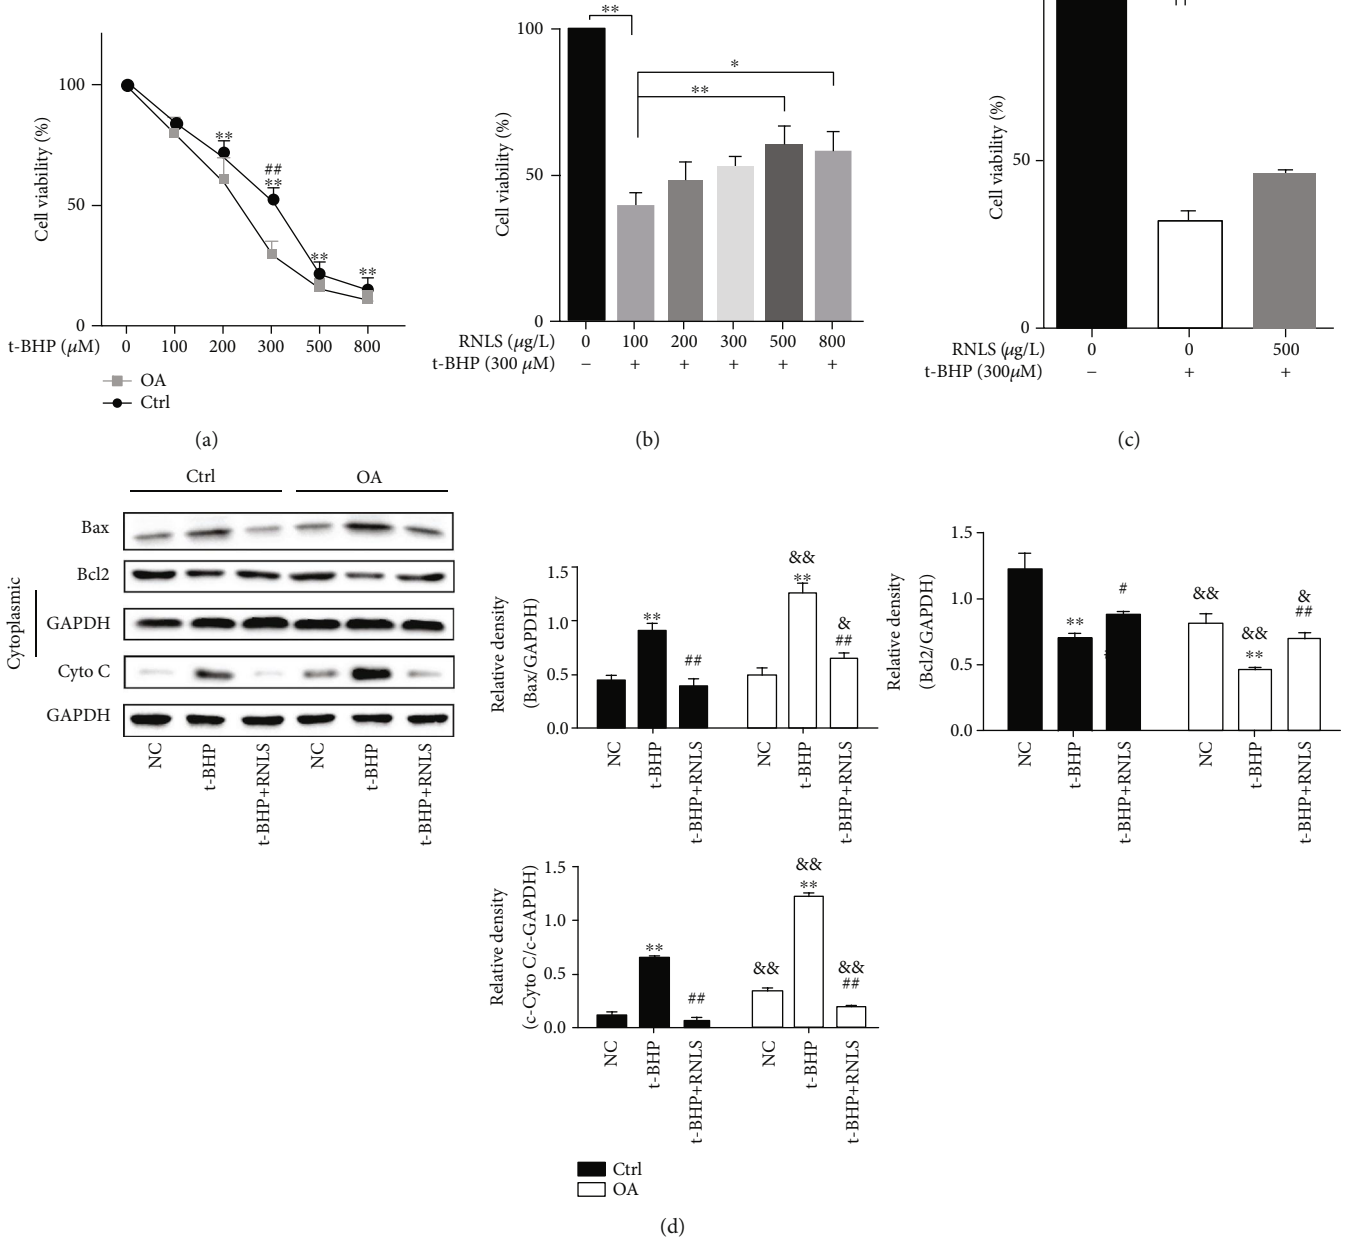 Cell viability (%)
100
50
0
**
##
**
**
**
t-BHP (μM) 0 100 200 300 500 800
OA
Ctrl
(a)
Cell viability (%)
100
50
0
**
*
**
RNLS (μg/L) 0 100 200 300 500 800
t-BHP (300 μM) − + + + + +
(b)
Cell viability (%)
50
0
RNLS (μg/L) 0 0 500
t-BHP (300μM) − + +
(c)
Ctrl OA
Cytoplasmic
Bax
Bcl2
GAPDH
Cyto C
GAPDH
NC t-BHP t-BHP+RNLS NC t-BHP t-BHP+RNLS
Relative density
(Bax/GAPDH)
1.5
1.0
0.5
0.0
**
##
&&
**
&
##
NC t-BHP t-BHP+RNLS NC t-BHP t-BHP+RNLS
Relative density
(Bcl2/GAPDH)
1.5
1.0
0.5
0.0
**
#
&&
&&
**
&
##
NC t-BHP t-BHP+RNLS NC t-BHP t-BHP+RNLS
Relative density
(c-Cyto C/c-GAPDH)
1.5
1.0
0.5
0.0
**
##
&&
&&
**
&&
##
NC t-BHP t-BHP+RNLS NC t-BHP t-BHP+RNLS
Ctrl
OA
(d)